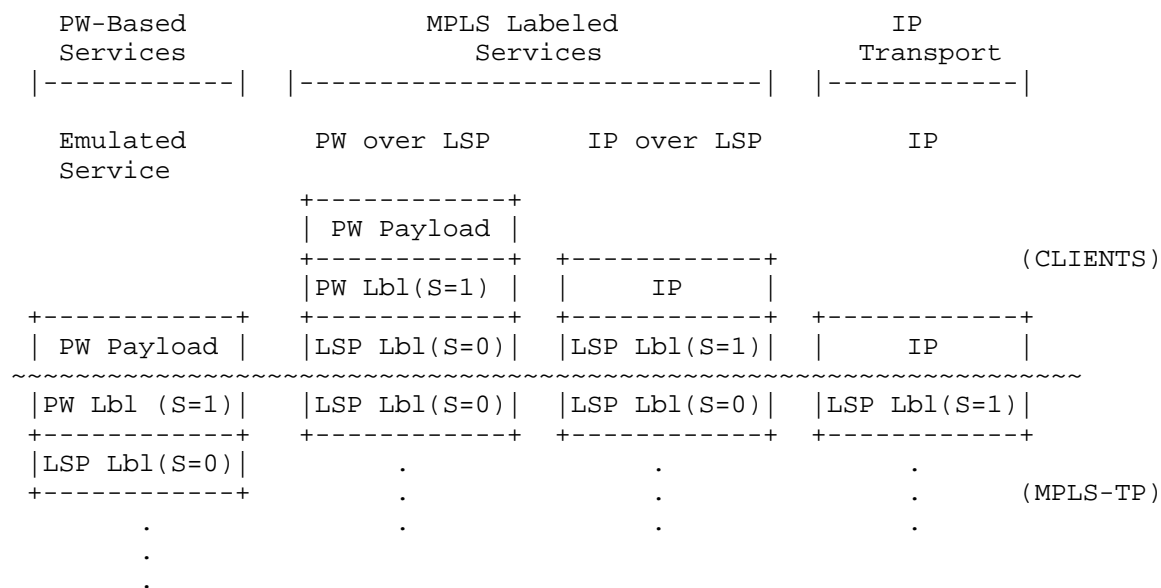 PW-Based MPLS Labeled IP
Services Services Transport
|------------| |-----------------------------| |------------|
Emulated PW over LSP IP over LSP IP
Service
+------------+
| PW Payload |
+------------+ +------------+ (CLIENTS)
|PW Lbl(S=1) | | IP |
+------------+ +------------+ +------------+ +------------+
| PW Payload | |LSP Lbl(S=0)| |LSP Lbl(S=1)| | IP |
~~~~~~~~~~~~~~~~~~~~~~~~~~~~~~~~~~~~~~~~~~~~~~~~~~~~~~~~~~~~~~~~~~~
|PW Lbl (S=1)| |LSP Lbl(S=0)| |LSP Lbl(S=0)| |LSP Lbl(S=1)|
+------------+ +------------+ +------------+ +------------+
|LSP Lbl(S=0)| . . .
+------------+ . . . (MPLS-TP)
. . . .
.
.